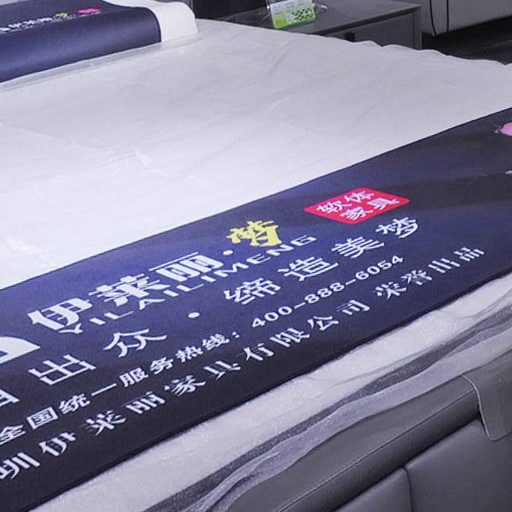 伊莱丽·梦
软体
家具
YILAILIMENG
出众·缔造美梦
全国统一服务热线：400-888-6054
圳伊莱丽家具有限公司 荣誉出品